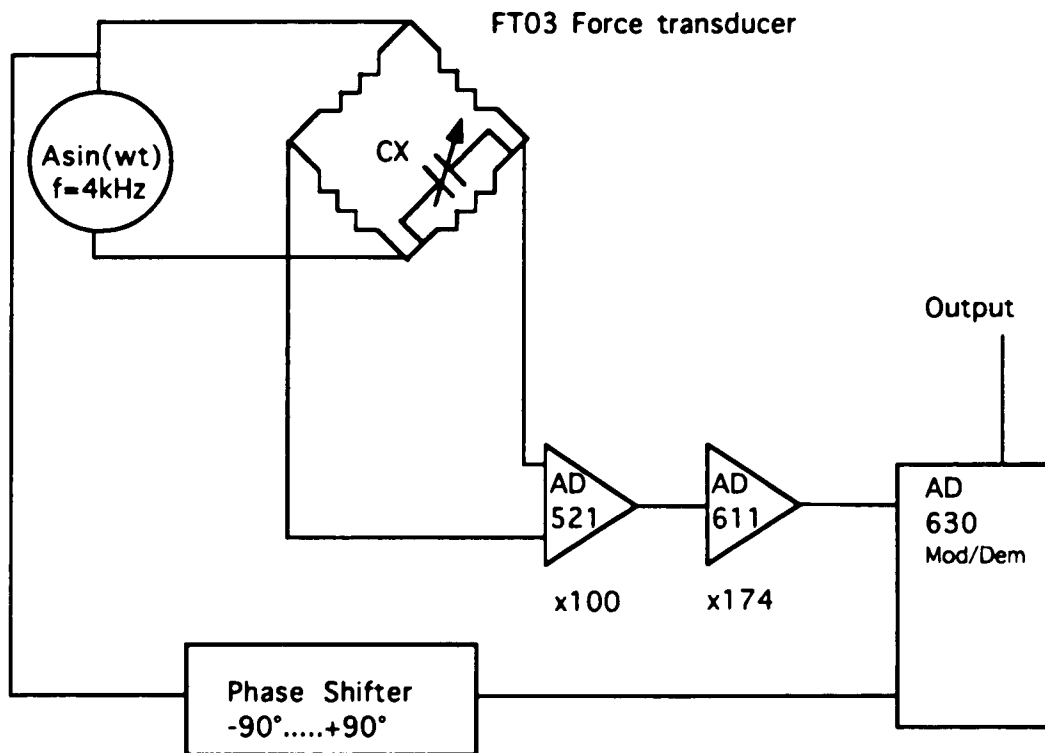 FT03 Force transducer
Asin(wt)
f=4kHz
CX
Output
AD
521
AD
611
AD
630
Mod/Dem
x100
x174
Phase Shifter
-90°.....+90°